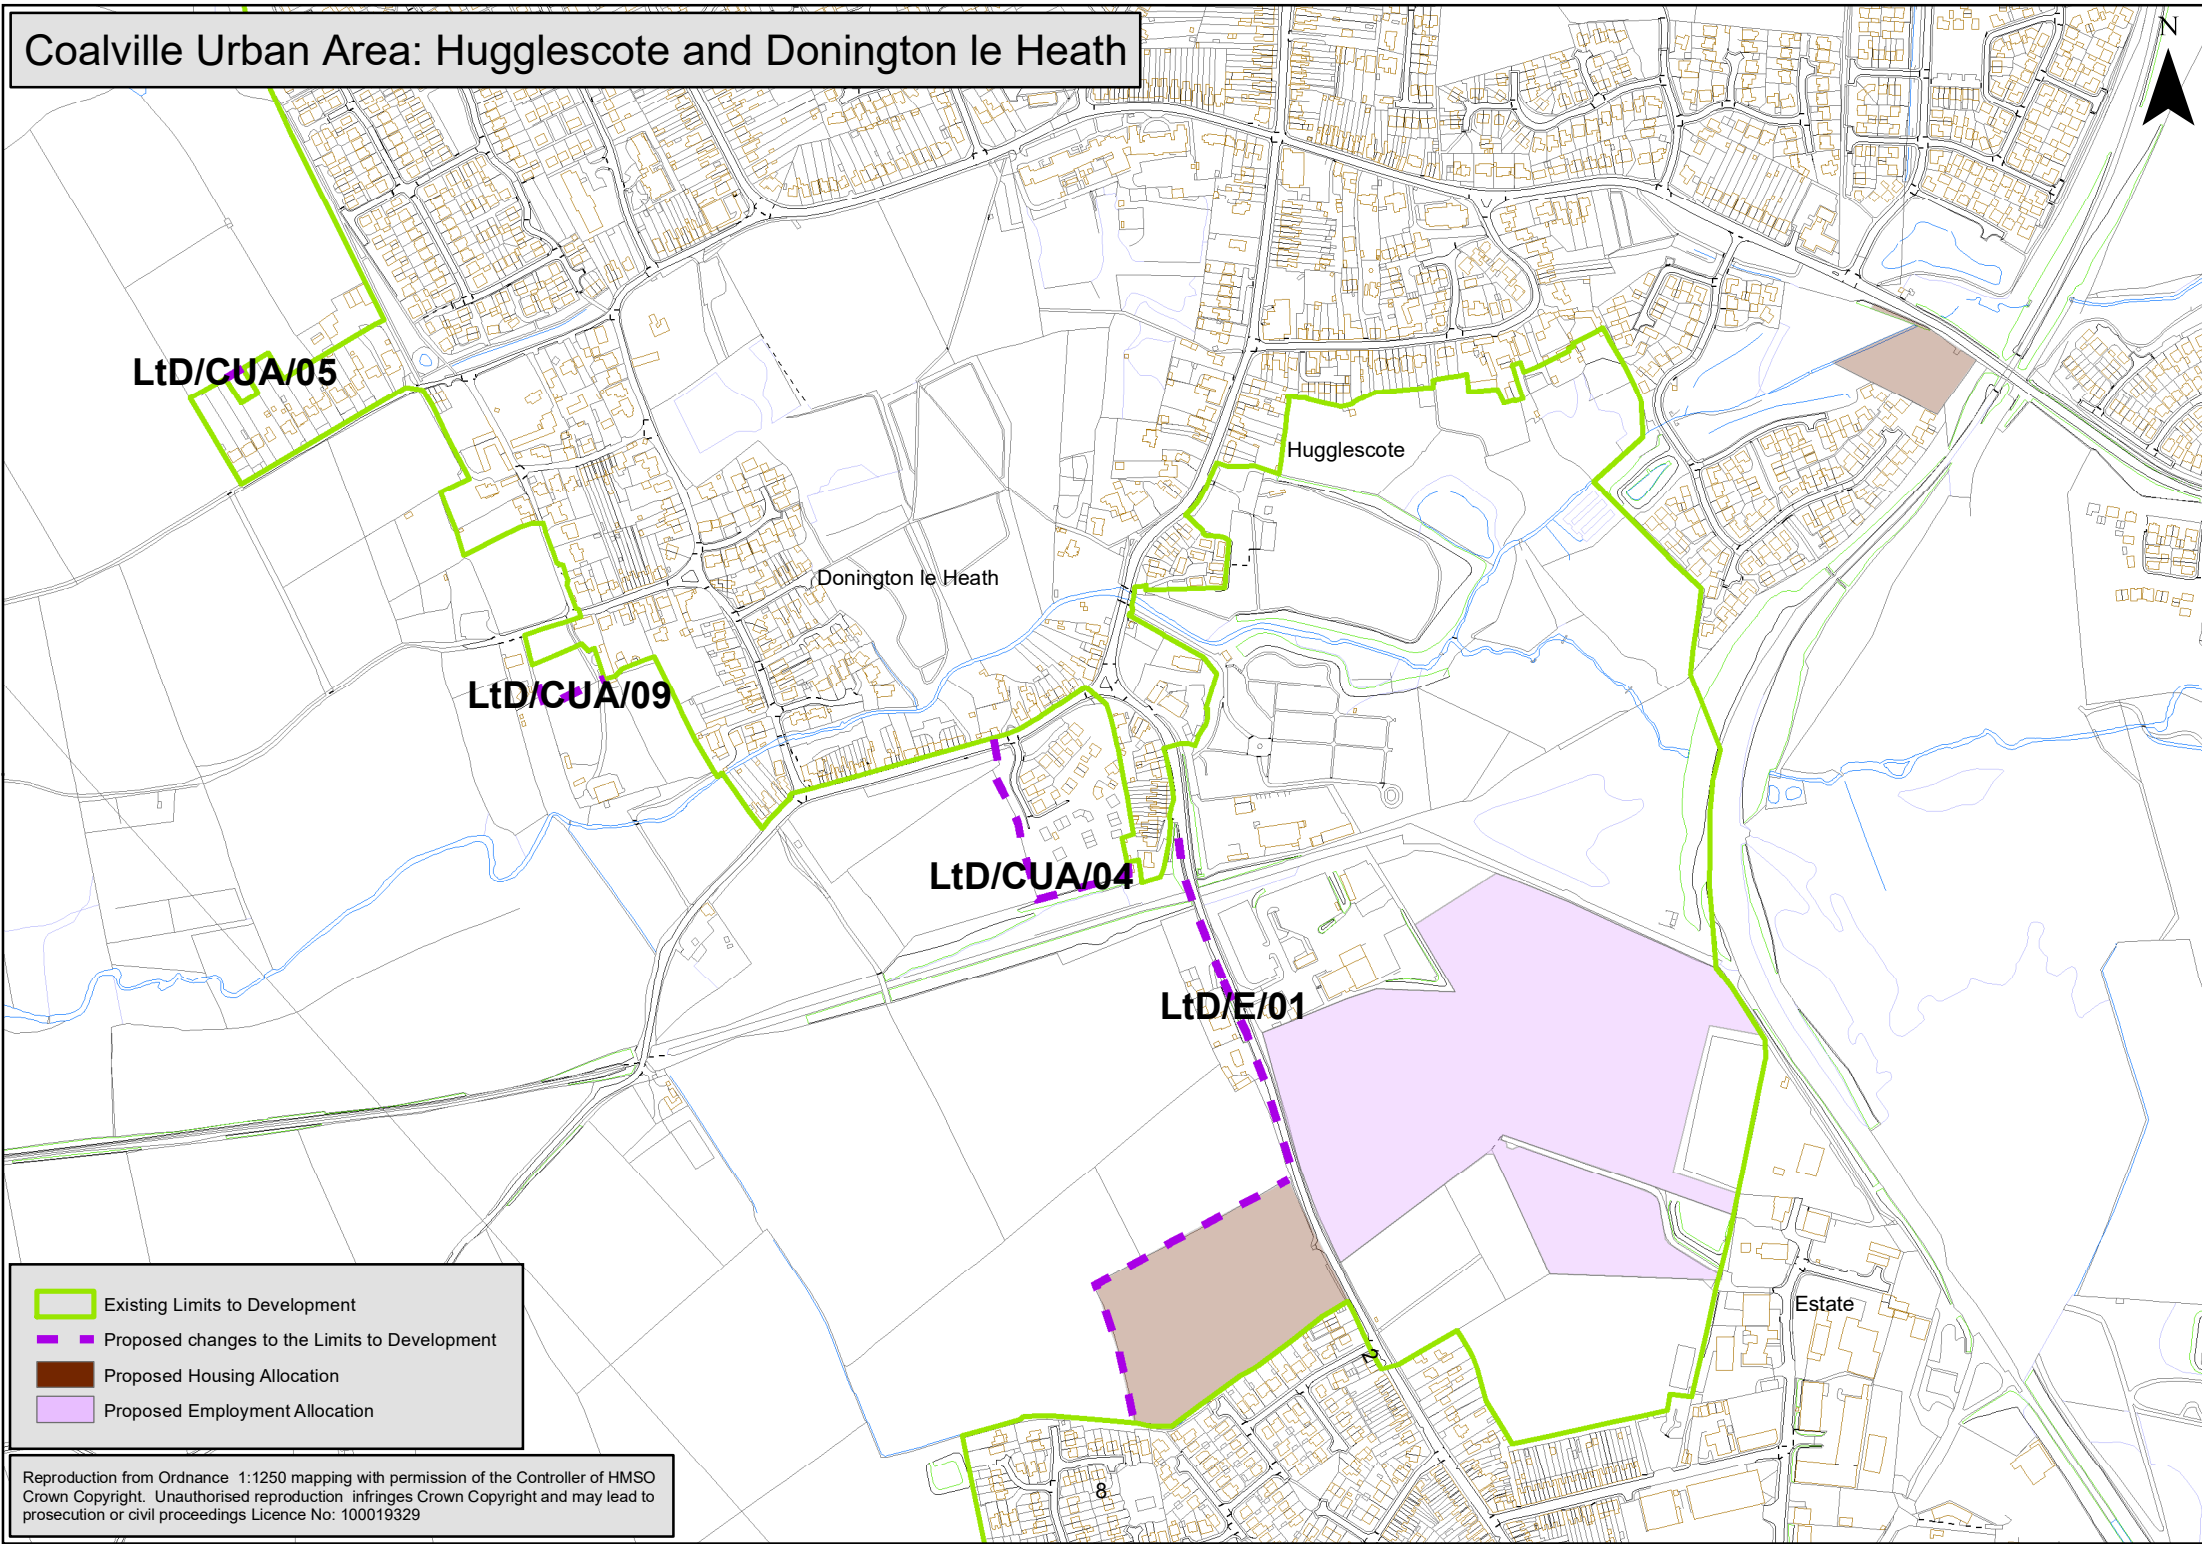 Coalville Urban Area: Hugglescote and Donington le Heath
N
LtD/CUA/05
Hugglescote
Donington le Heath
LtD/CUA/09
LtD/CUA/04
LtD/E/01
Estate
2
8
Existing Limits to Development
Proposed changes to the Limits to Development
Proposed Housing Allocation
Proposed Employment Allocation
Reproduction from Ordnance 1:1250 mapping with permission of the Controller of HMSO
Crown Copyright. Unauthorised reproduction infringes Crown Copyright and may lead to
prosecution or civil proceedings Licence No: 100019329